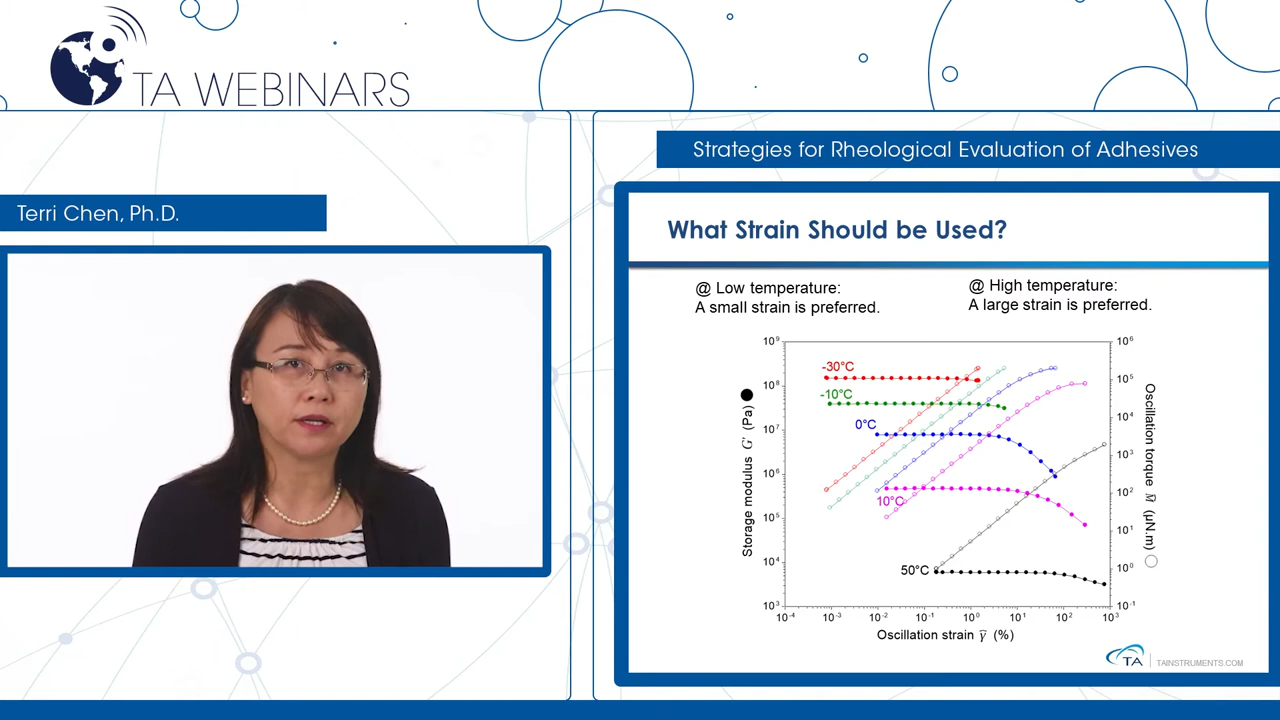 TA WEBINARS
Strategies for Rheological Evaluation of Adhesives
Terri Chen, Ph.D.
What Strain Should be Used?
@ Low temperature:
A small strain is preferred.
@ High temperature:
A large strain is preferred.
10⁹
10⁸
10⁷
10⁶
10⁵
10⁴
10³
Storage modulus G' (Pa)
-30°C
-10°C
0°C
10°C
50°C
10⁶
10⁵
10⁴
10³
10²
10¹
10⁰
10⁻¹
Oscillation torque M̃ (μN.m)
10⁻⁴
10⁻³
10⁻²
10⁻¹
10⁰
10¹
10²
10³
Oscillation strain γ̃ (%)
TA
TAINSTRUMENTS.COM